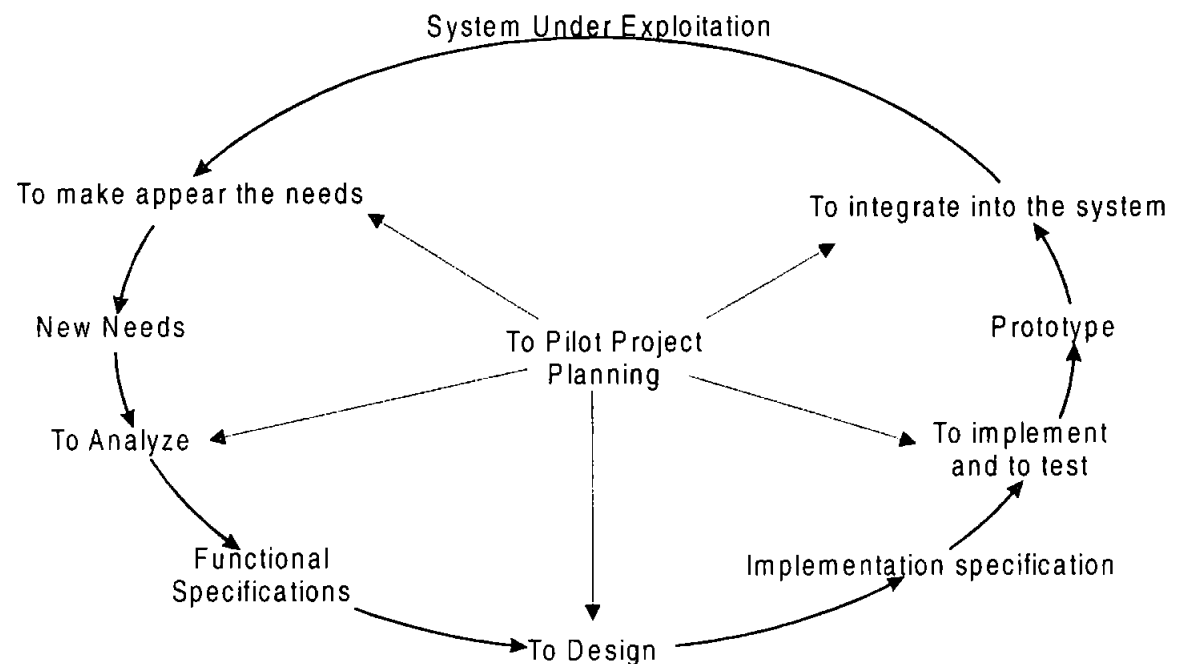 System Under Exploitation
To make appear the needs
To integrate into the system
New Needs
To Pilot Project
Planning
Prototype
To Analyze
To implement
and to test
Functional
Specifications
Implementation specification
To Design